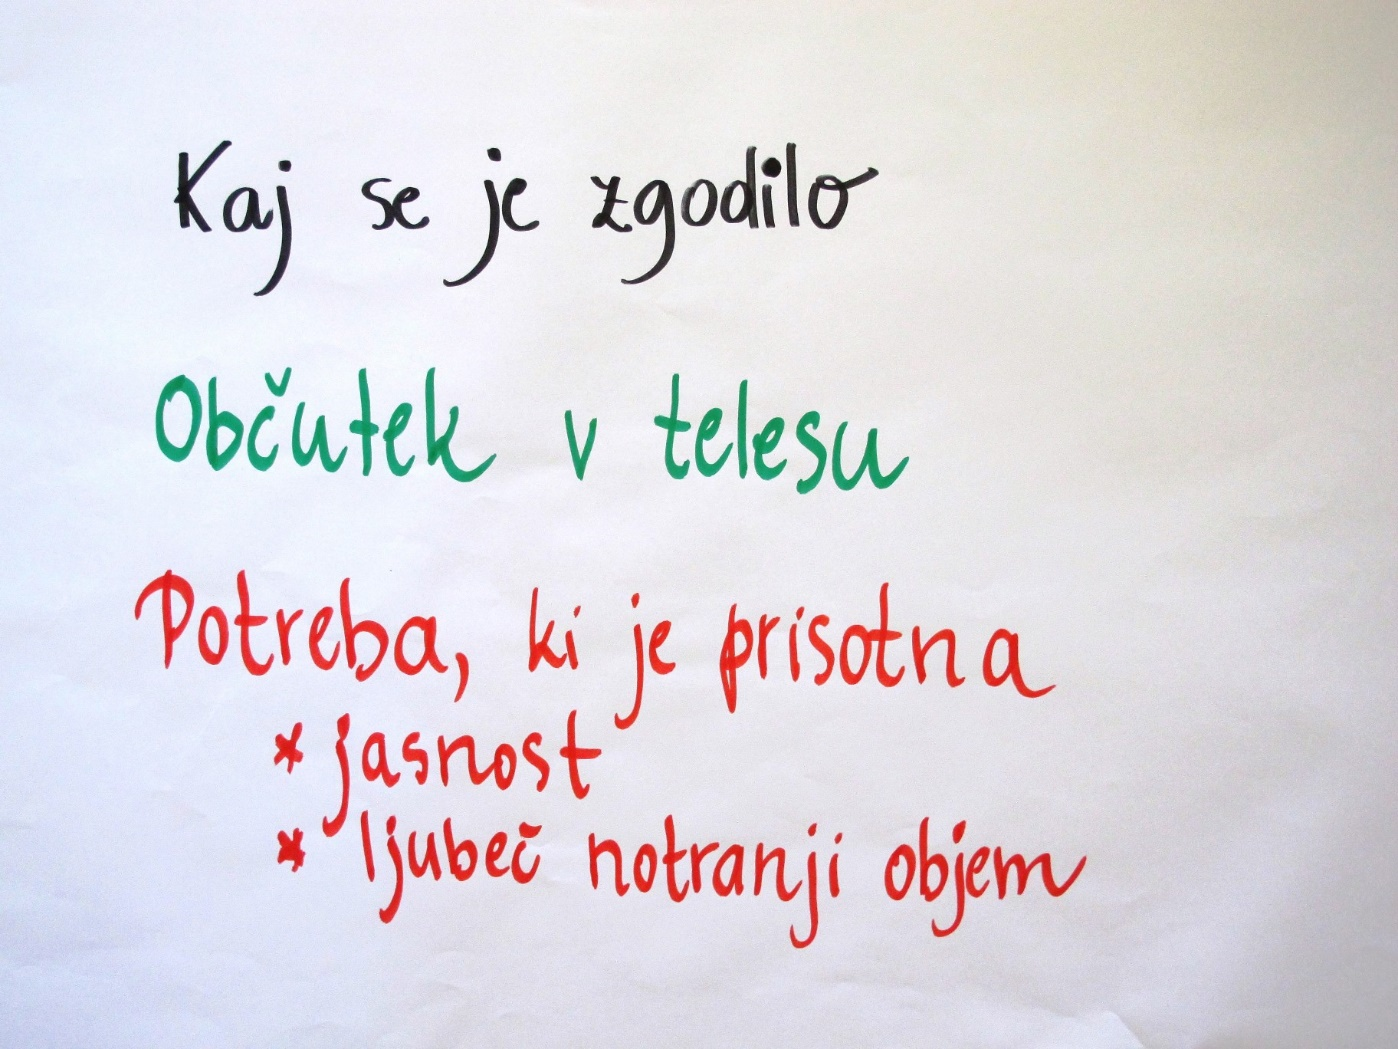 Kaj se je zgodilo
Občutek v telesu
Potreba, ki je prisotna
* jasnost
* ljubeč notranji objem